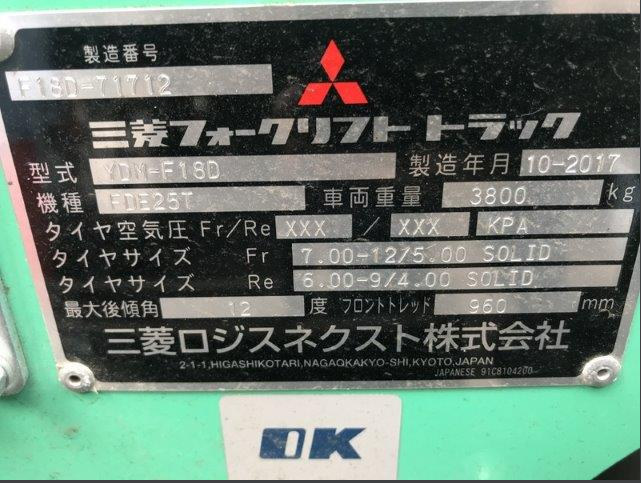 製造番号
F18D-71712
三菱フォークリフト トラック
型式 YDM-F18D 製造年月 10-2017
機種 FDE25T 車両重量 3800 kg
タイヤ空気圧 Fr/Re XXX / XXX KPA
タイヤサイズ Fr 7.00-12/5.00 SOLID
タイヤサイズ Re 6.00-9/4.00 SOLID
最大後傾角 12 度 フロントトレッド 960 mm
三菱ロジスネクスト株式会社
2-1-1,HIGASHIKOTARI,NAGAOKAKYO-SHI,KYOTO,JAPAN
JAPANESE 91C8104200
OK